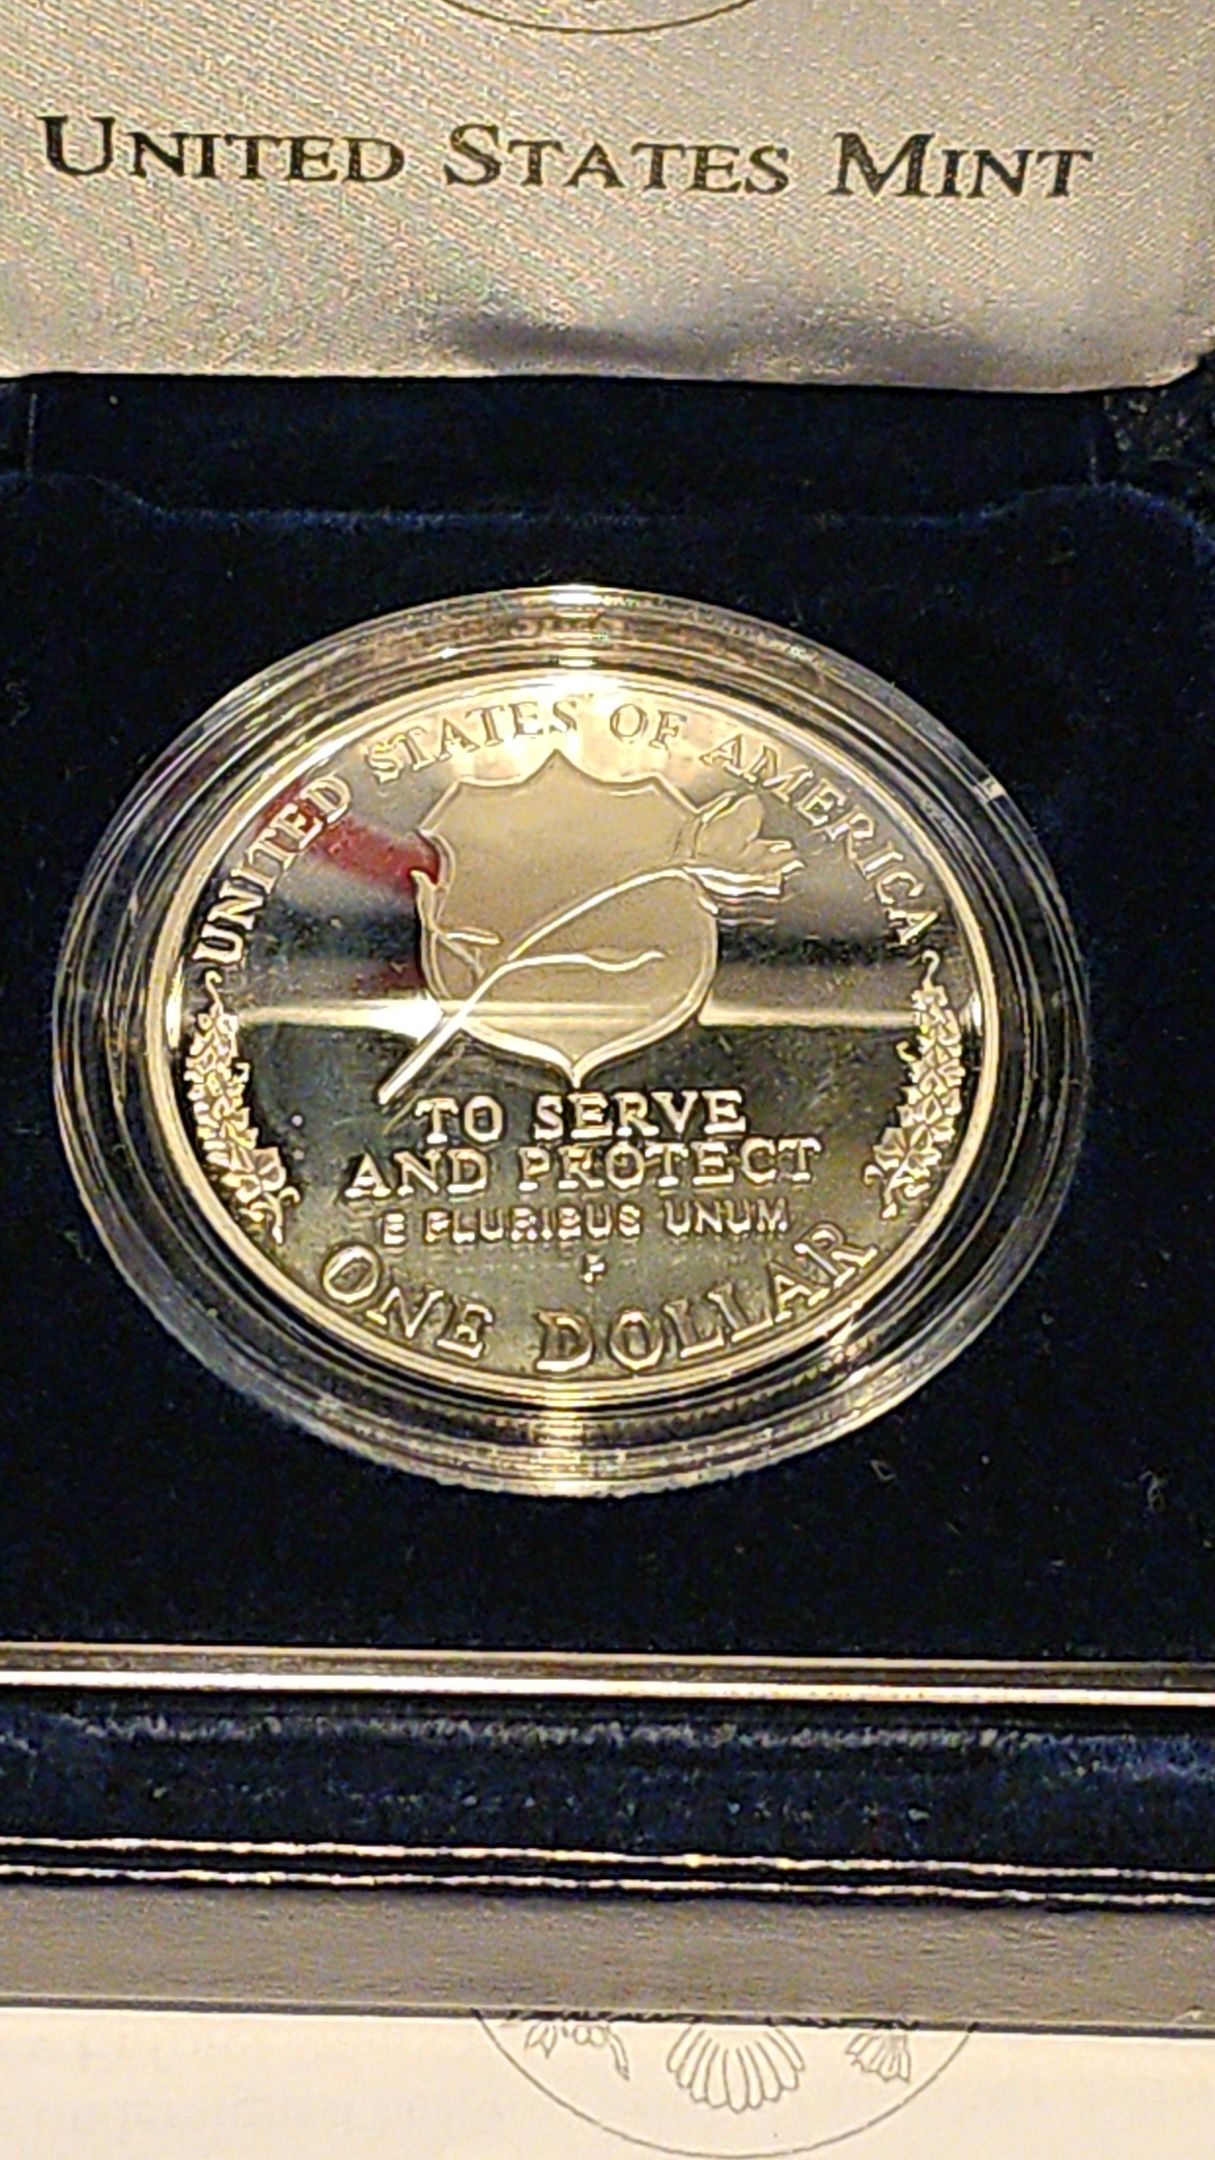 UNITED STATES MINT
UNITED STATES OF AMERICA
TO SERVE
AND PROTECT
E PLURIBUS UNUM
P
ONE DOLLAR